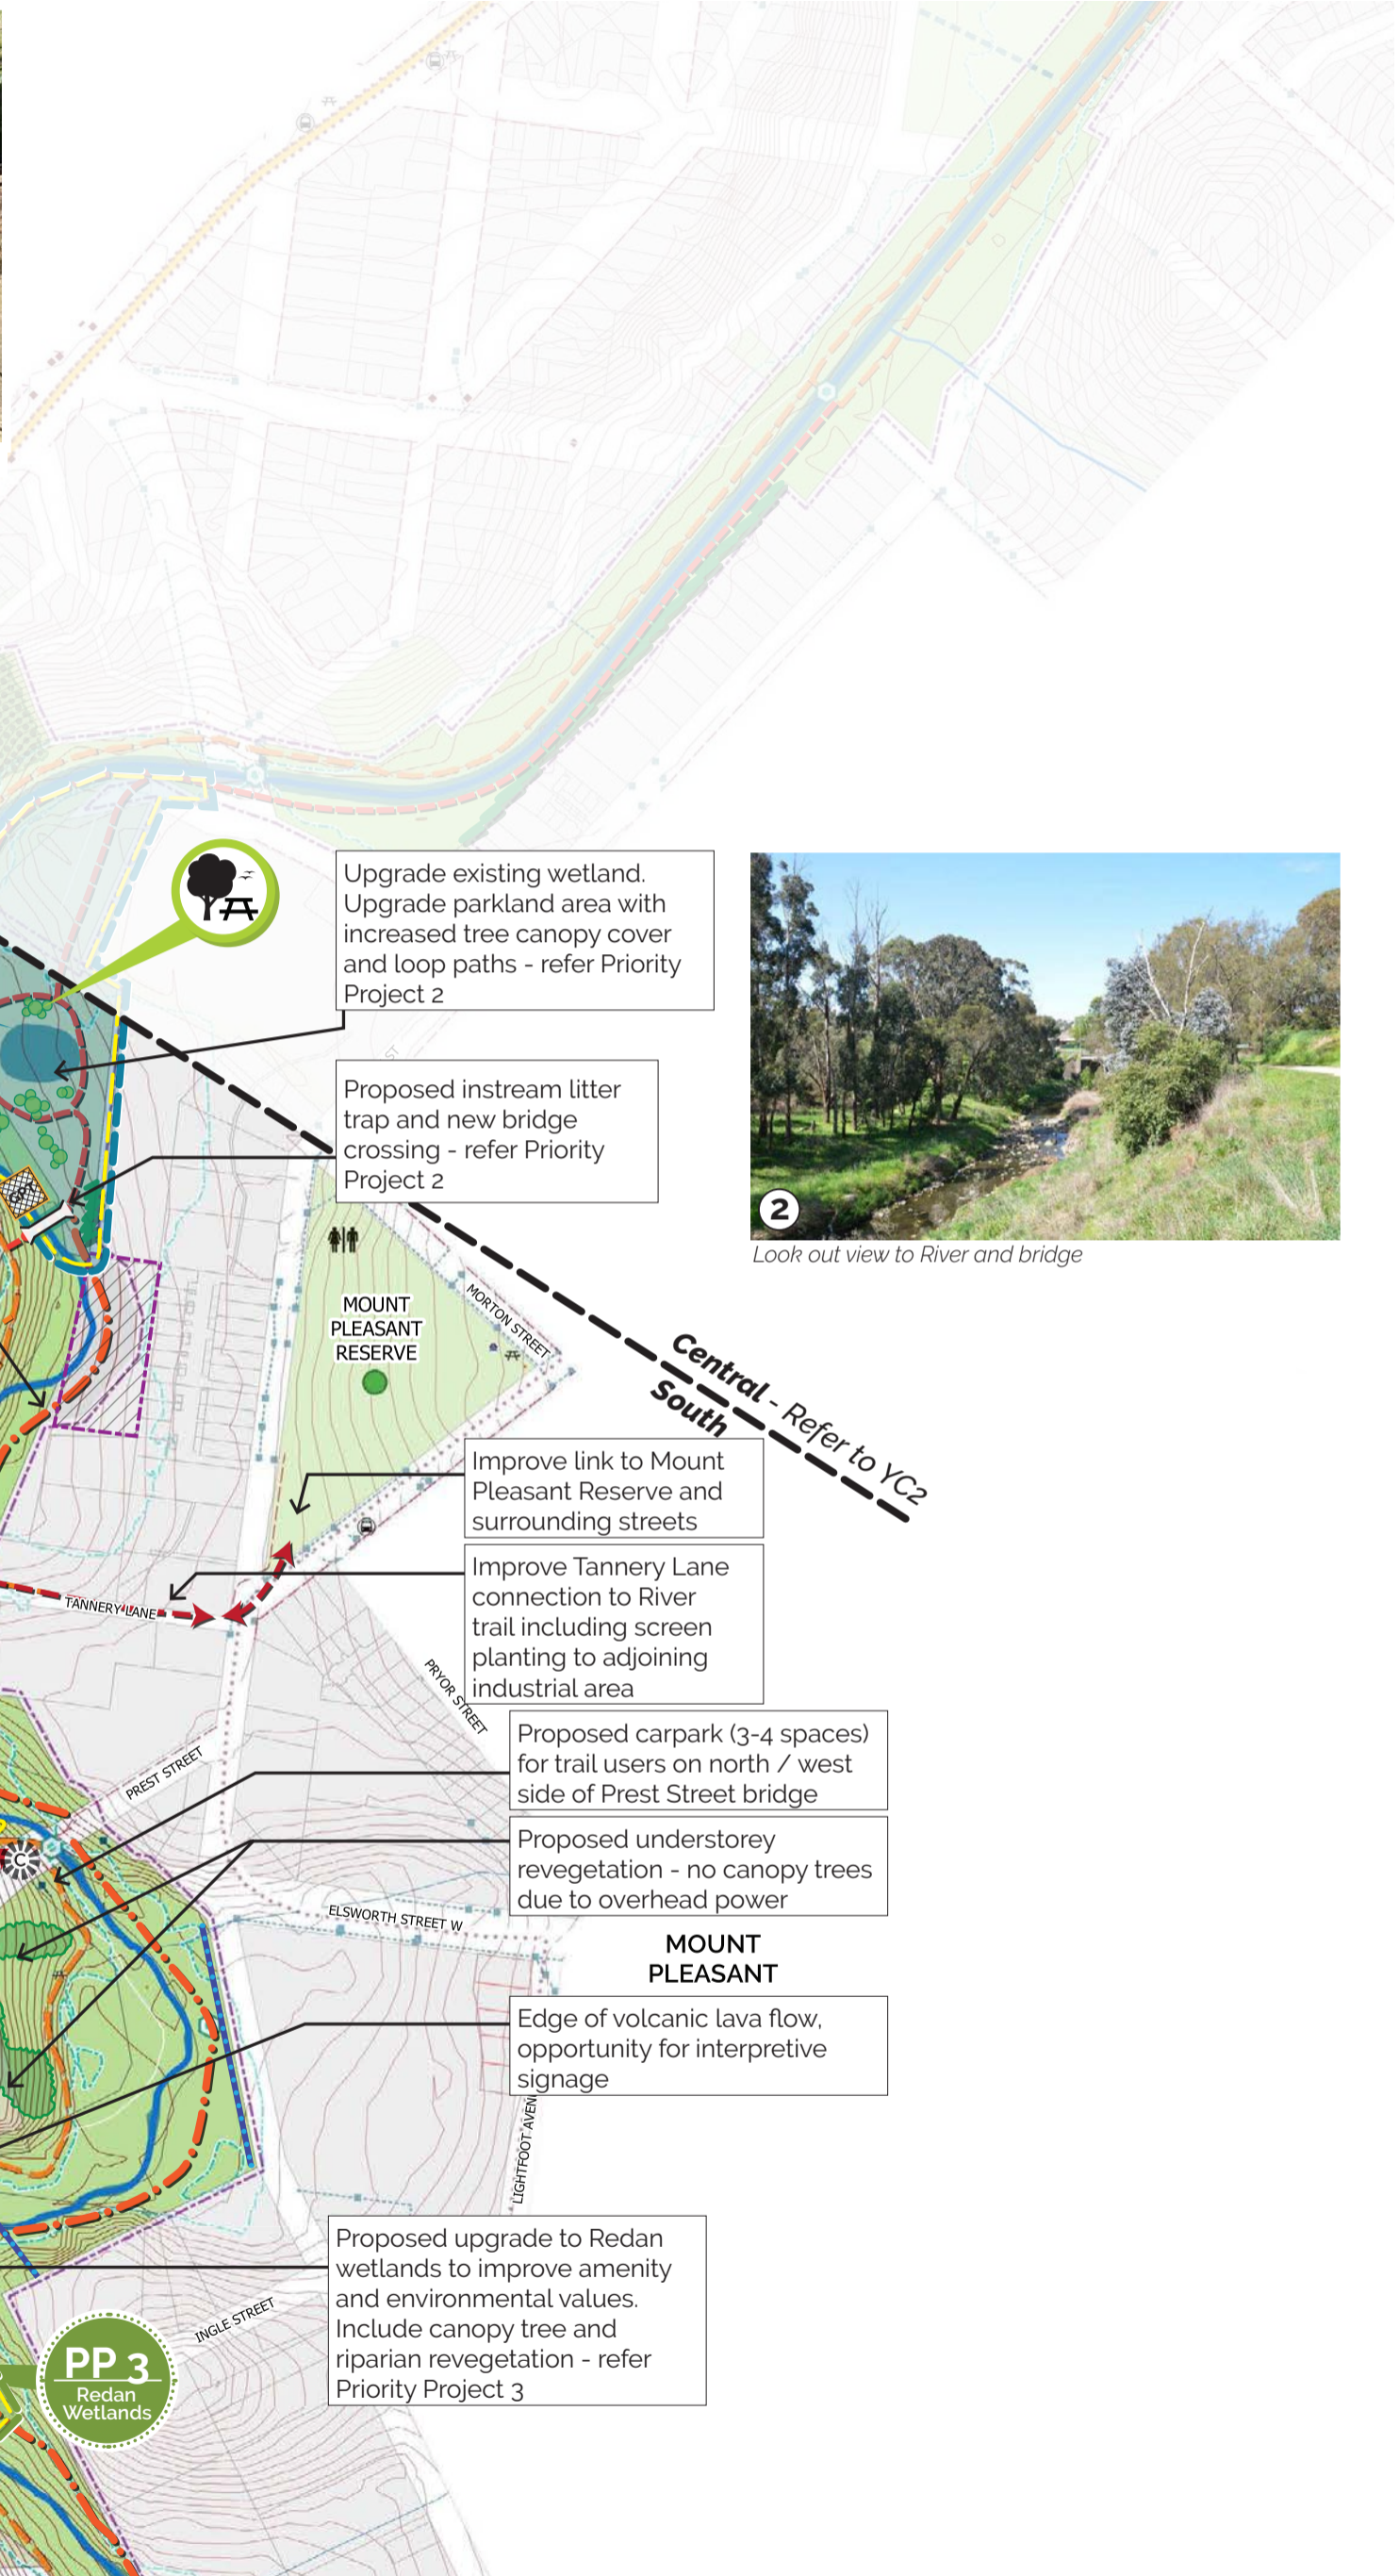 Upgrade existing wetland.
Upgrade parkland area with
increased tree canopy cover
and loop paths - refer Priority
Project 2
ST
Proposed instream litter
trap and new bridge
crossing - refer Priority
Project 2
GPT
2
Look out view to River and bridge
MOUNT
PLEASANT
RESERVE
MORTON STREET
Central - Refer to YC2
South
Improve link to Mount
Pleasant Reserve and
surrounding streets
Improve Tannery Lane
connection to River
trail including screen
planting to adjoining
industrial area
TANNERY LANE
PRYOR STREET
PREST STREET
Proposed carpark (3-4 spaces)
for trail users on north / west
side of Prest Street bridge
Proposed understorey
revegetation - no canopy trees
due to overhead power
C
ELSWORTH STREET W
MOUNT
PLEASANT
Edge of volcanic lava flow,
opportunity for interpretive
signage
LIGHTFOOT AVEN
Proposed upgrade to Redan
wetlands to improve amenity
and environmental values.
Include canopy tree and
riparian revegetation - refer
Priority Project 3
INGLE STREET
PP 3
Redan
Wetlands